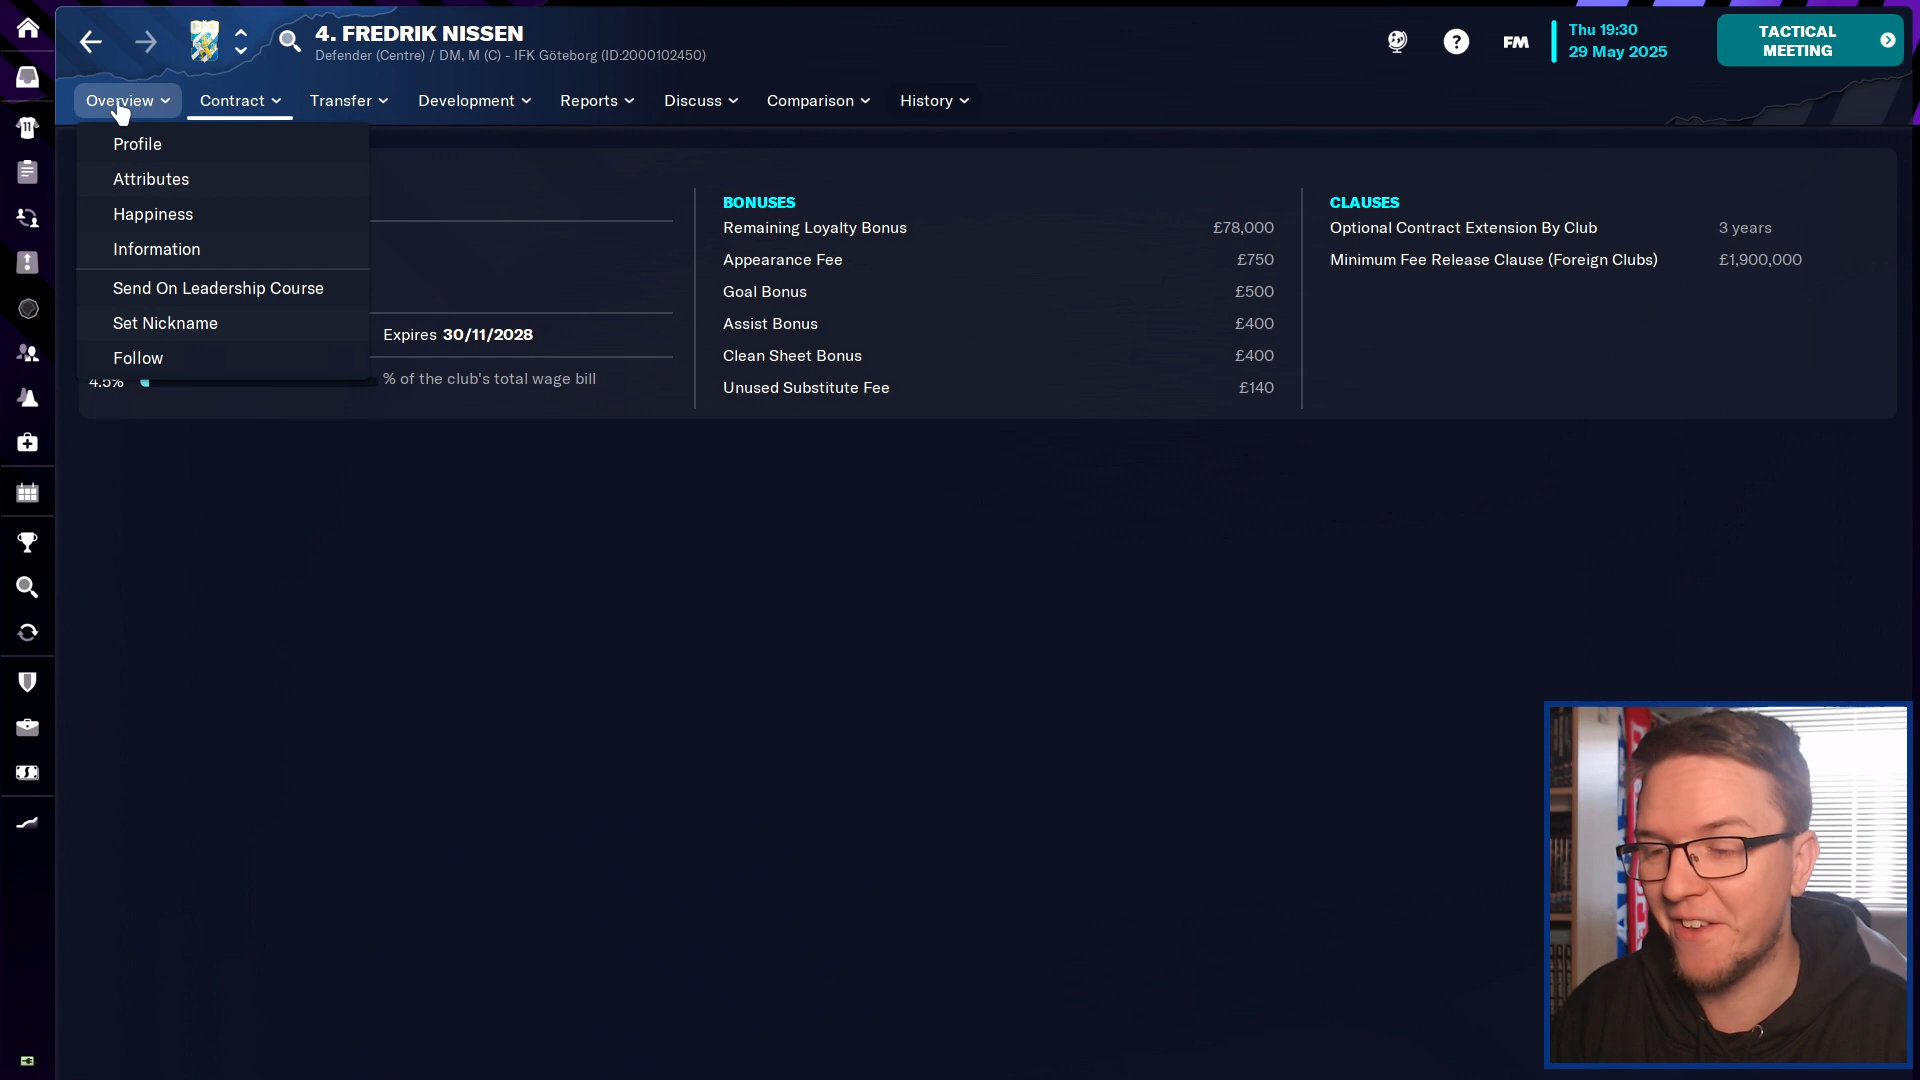 4. FREDRIK NISSEN
Defender (Centre) / DM, M (C) - IFK Göteborg (ID:2000102450)
?
FM
Thu 19:30
29 May 2025
TACTICAL
MEETING
Overview
Contract
Transfer
Development
Reports
Discuss
Comparison
History
Profile
Attributes
Happiness
Information
Send On Leadership Course
Set Nickname
Follow
Expires 30/11/2028
4.5%
% of the club's total wage bill
BONUSES
Remaining Loyalty Bonus £78,000
Appearance Fee £750
Goal Bonus £500
Assist Bonus £400
Clean Sheet Bonus £400
Unused Substitute Fee £140
CLAUSES
Optional Contract Extension By Club 3 years
Minimum Fee Release Clause (Foreign Clubs) £1,900,000